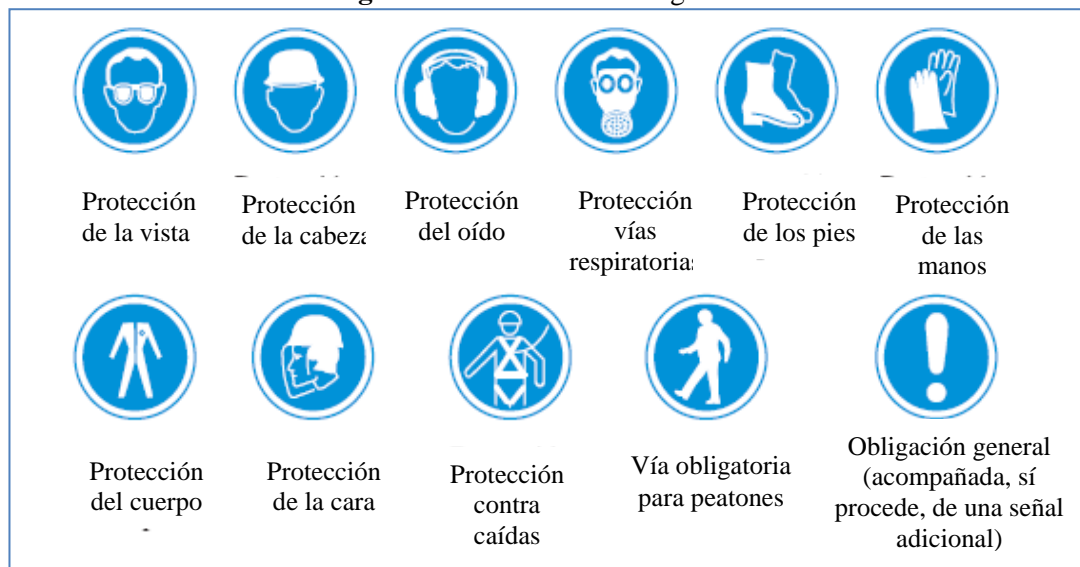 Protección
de la vista
Protección
de la cabeza
Protección
del oído
Protección
vías
respiratorias
Protección
de los pies
Protección
de las
manos
Protección
del cuerpo
Protección
de la cara
Protección
contra
caídas
Vía obligatoria
para peatones
Obligación general
(acompañada, sí
procede, de una señal
adicional)